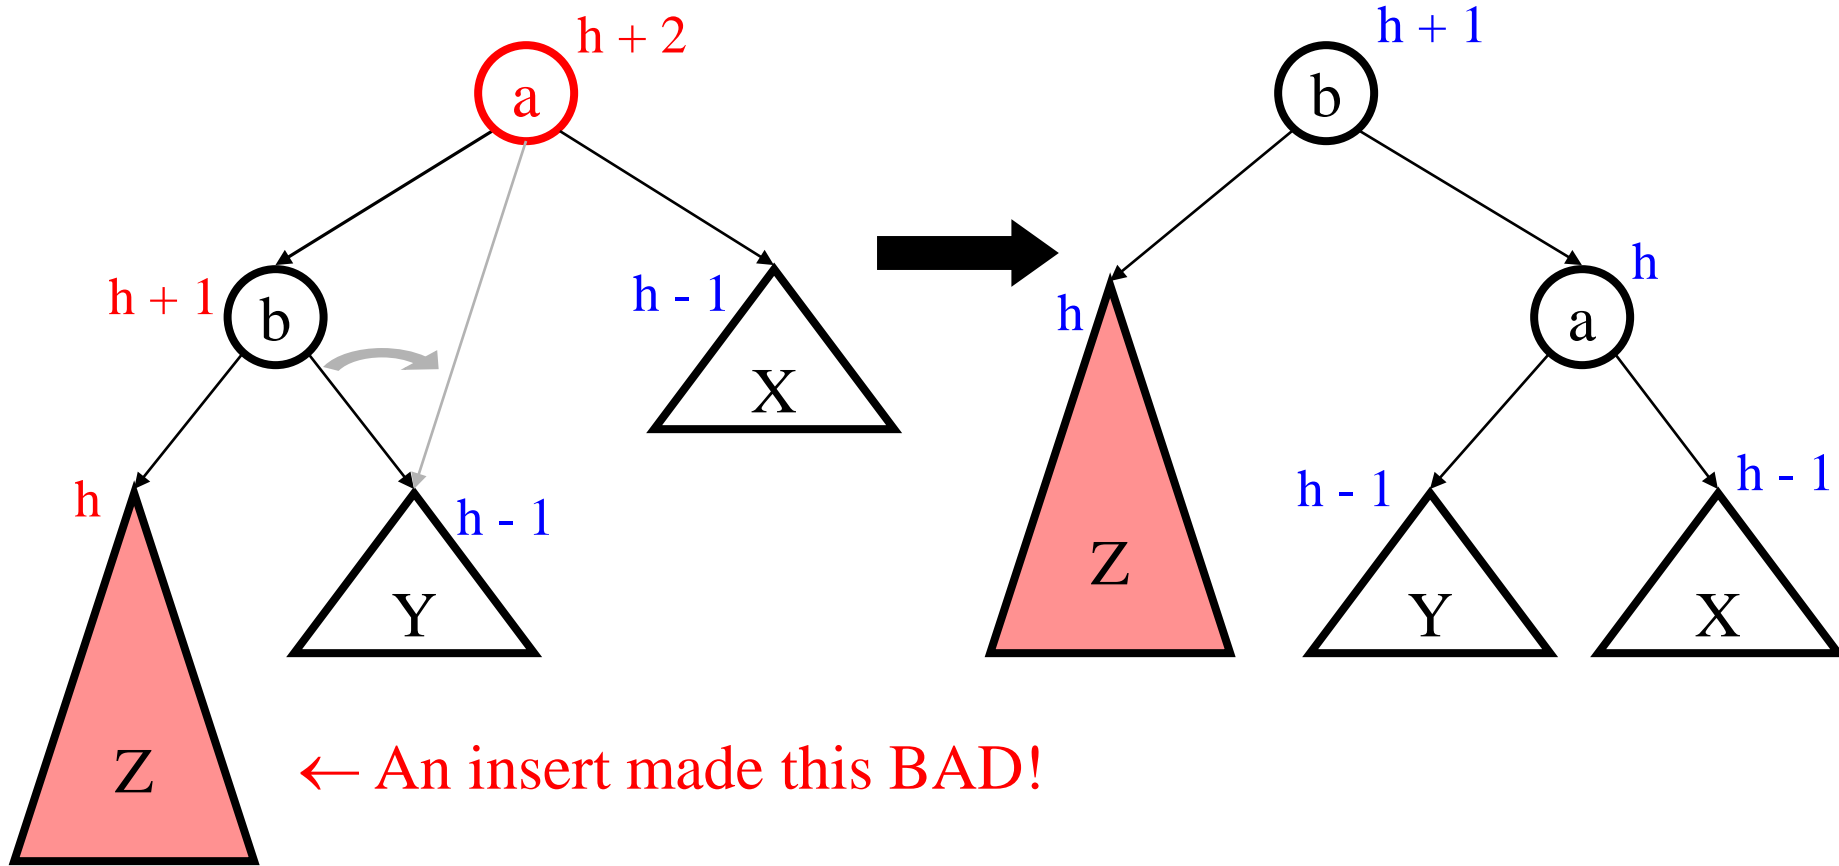 h + 2
a
h + 1
b
h - 1
X
h
Z
h - 1
Y
← An insert made this BAD!
h + 1
b
h
Z
h
a
h - 1
Y
h - 1
X